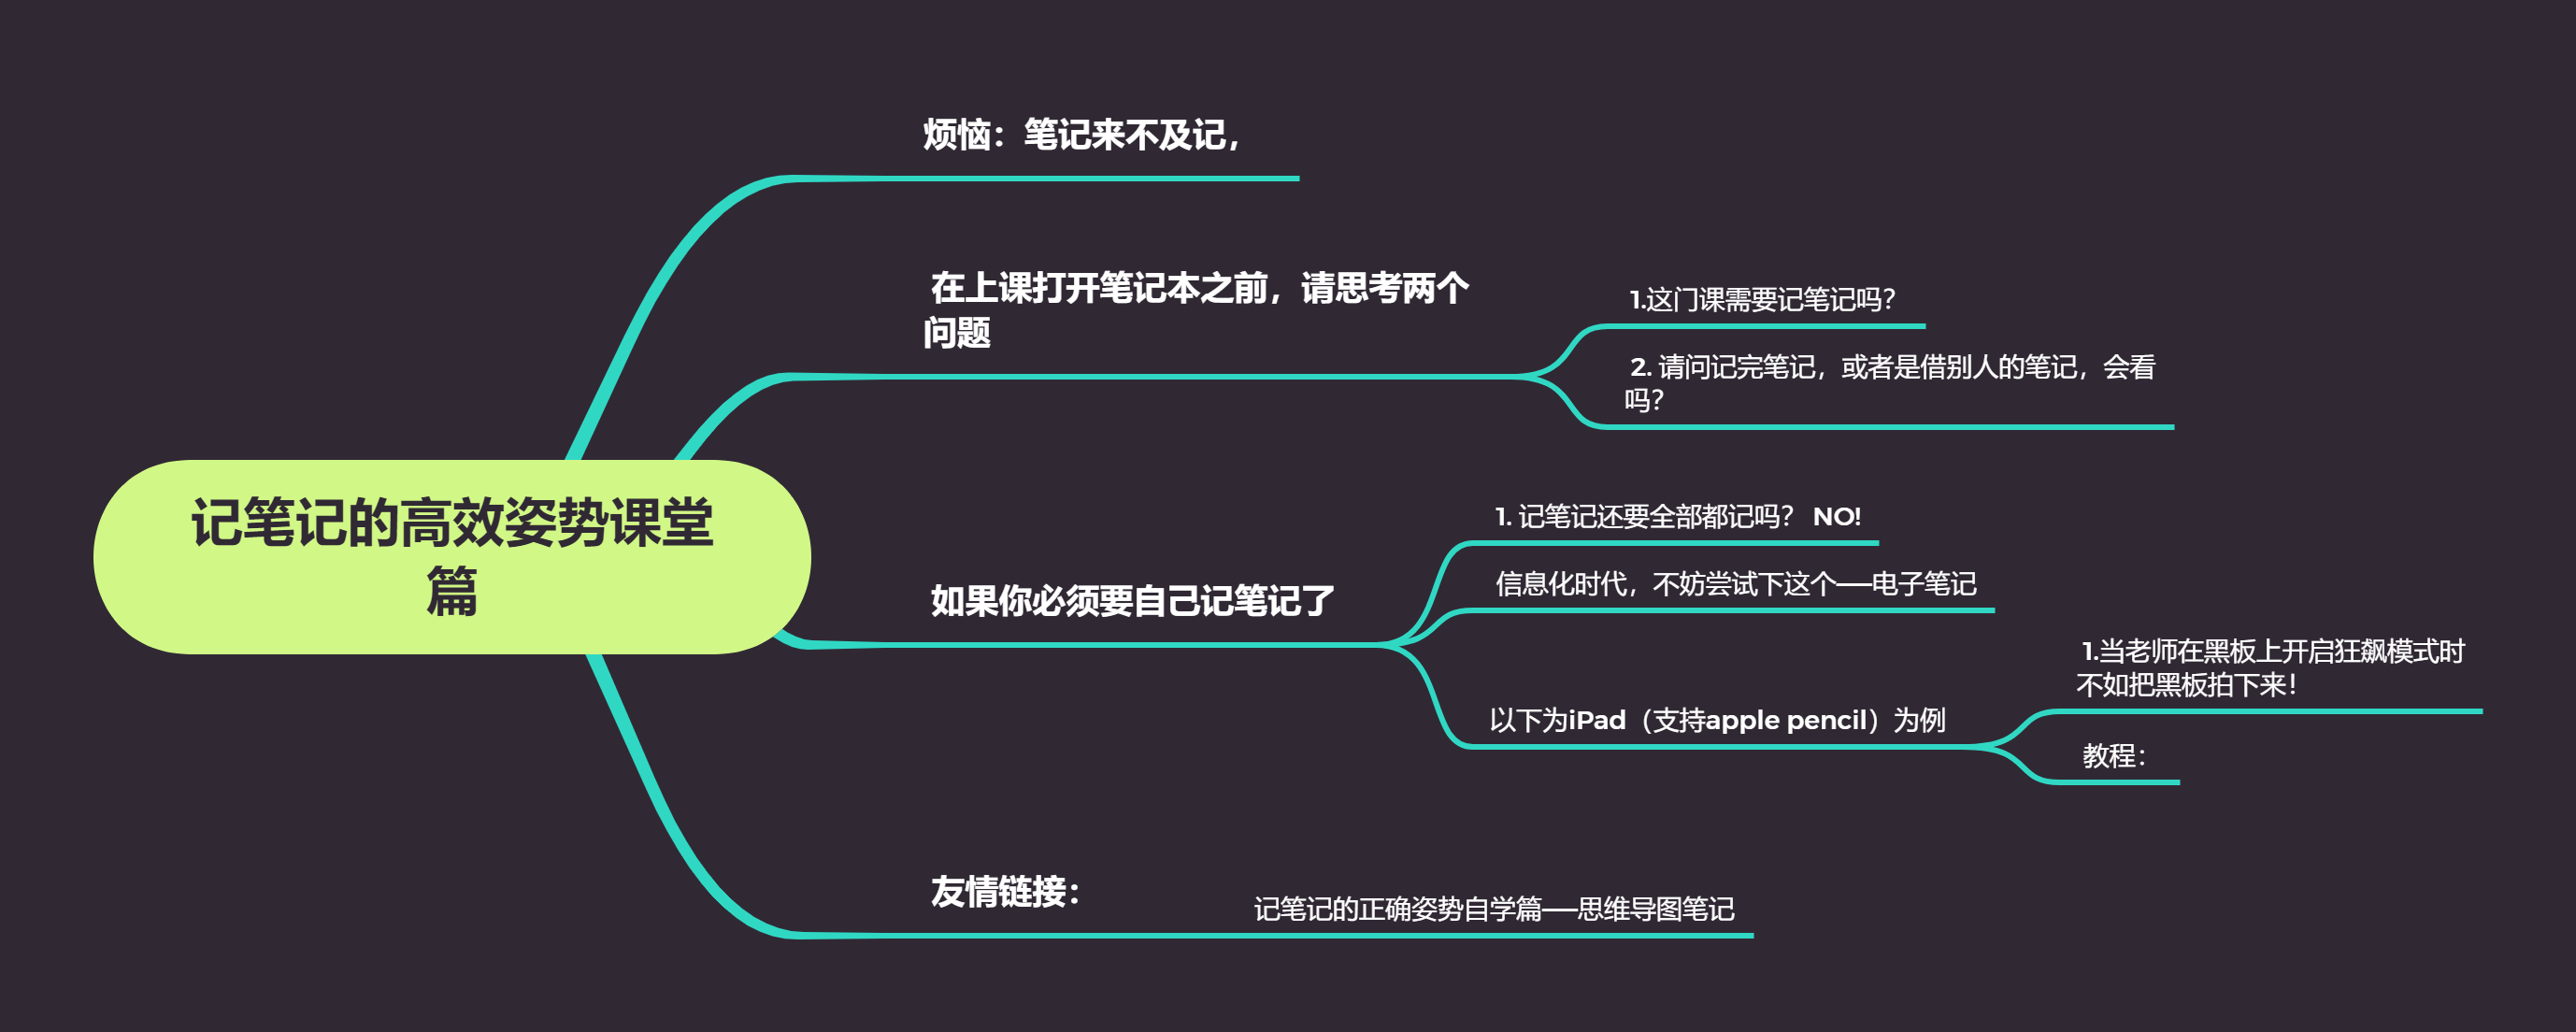 烦恼：笔记来不及记，
在上课打开笔记本之前，请思考两个
问题
1.这门课需要记笔记吗？
2. 请问记完笔记，或者是借别人的笔记，会看
吗？
记笔记的高效姿势课堂
篇
如果你必须要自己记笔记了
1. 记笔记还要全部都记吗？ NO!
信息化时代，不妨尝试下这个——电子笔记
以下为iPad（支持apple pencil）为例
1.当老师在黑板上开启狂飙模式时
不如把黑板拍下来！
教程：
友情链接：
记笔记的正确姿势自学篇——思维导图笔记